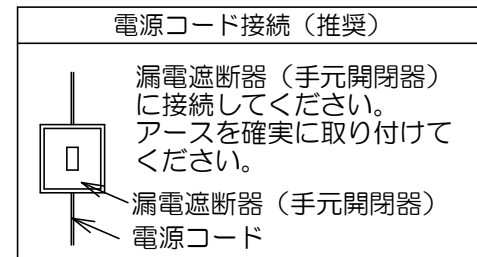 電源コード接続（推奨）
漏電遮断器（手元開閉器）
に接続してください。
アースを確実に取り付けて
ください。
漏電遮断器（手元開閉器）
電源コード